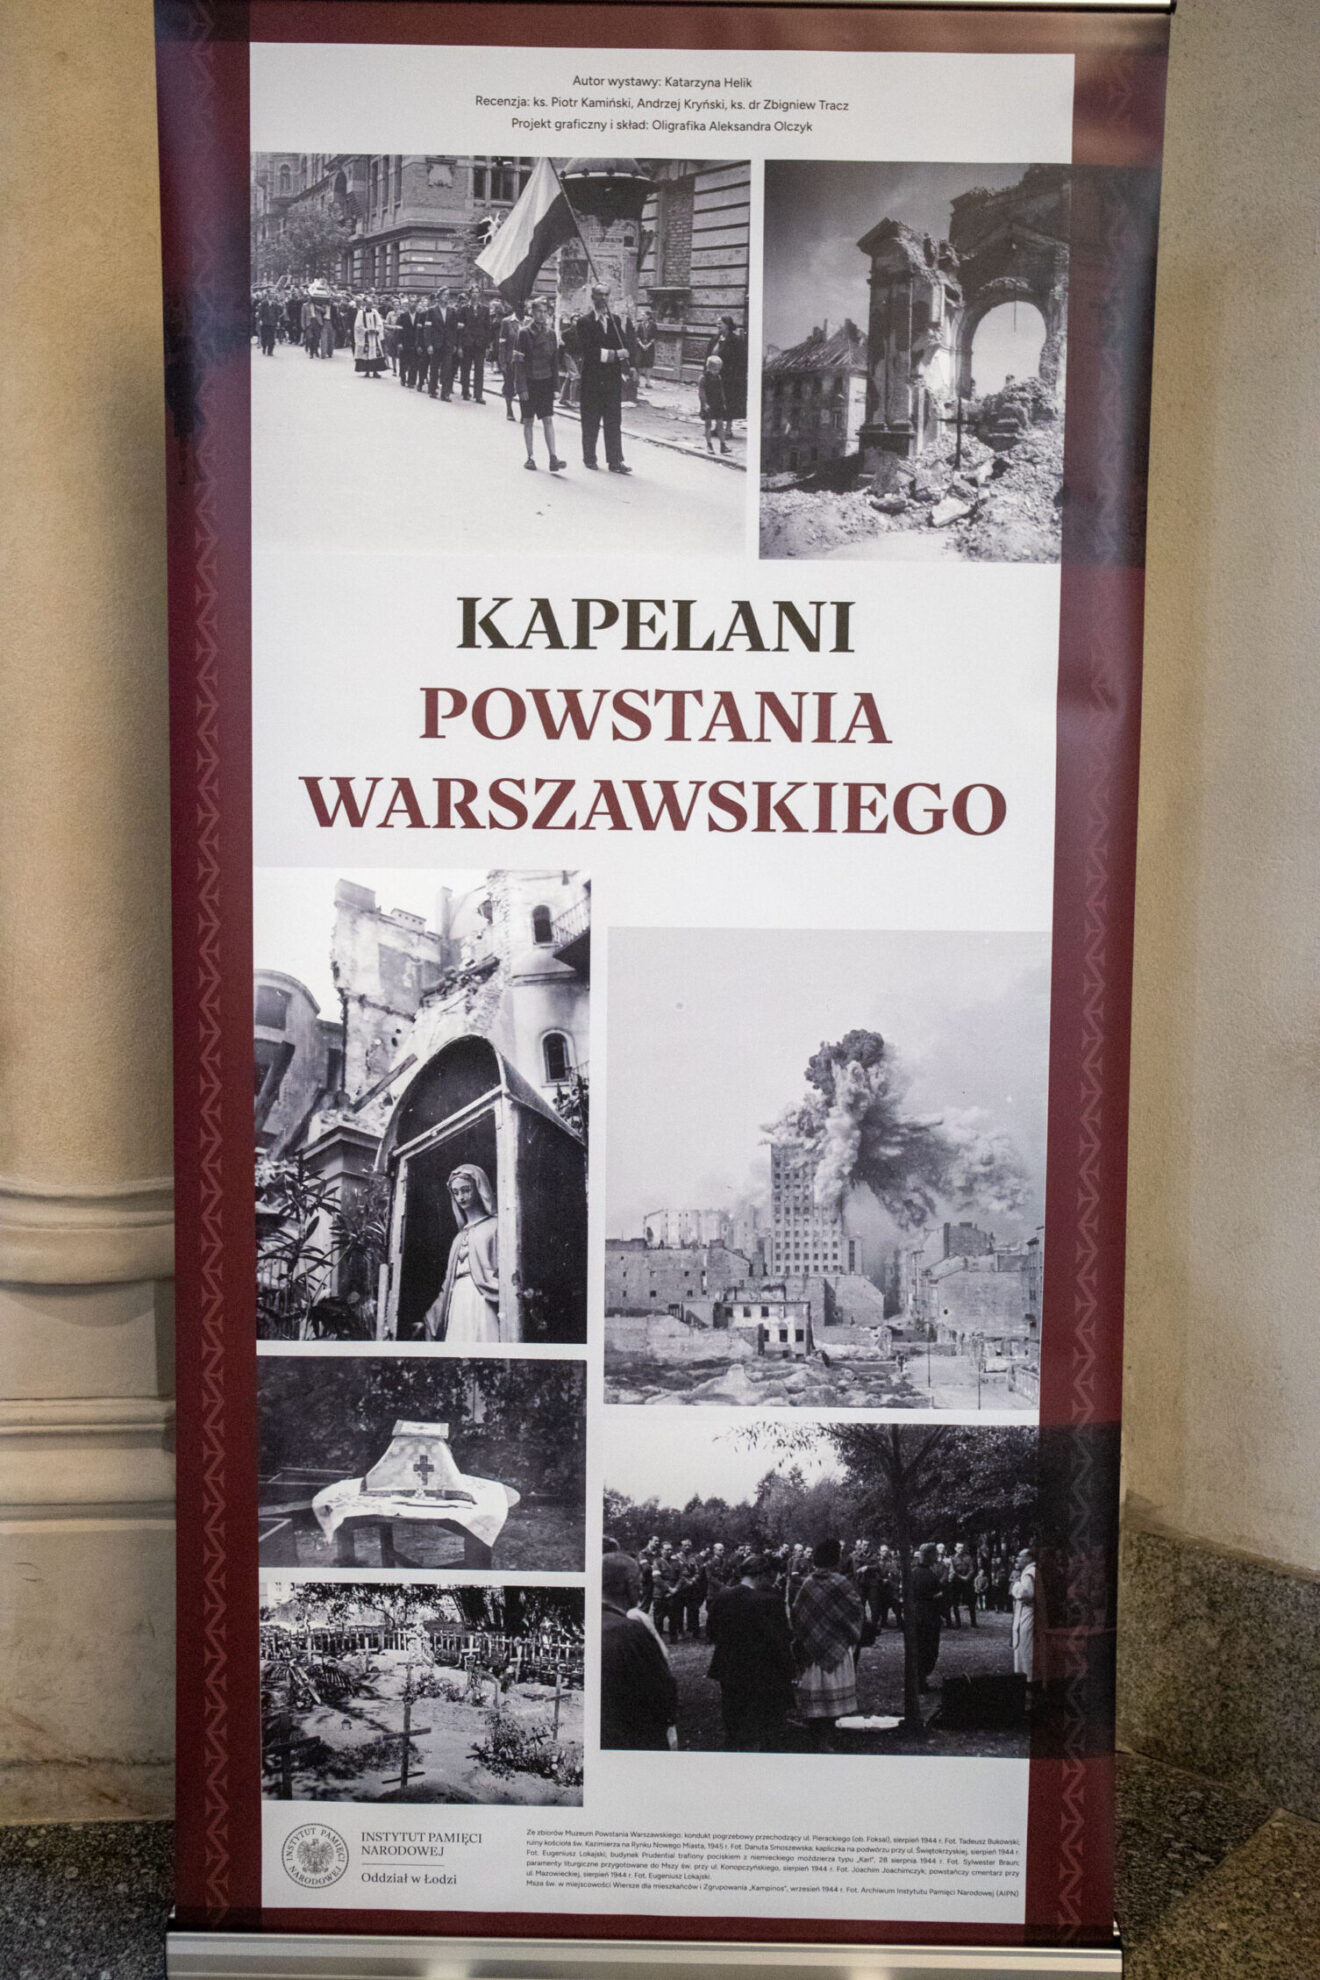 Autor wystawy: Katarzyna Helik
Recenzja: ks. Piotr Kamiński, Andrzej Kryński, ks. dr Zbigniew Tracz
Projekt graficzny i skład: Oligrafika Aleksandra Olczyk
KAPELANI
POWSTANIA
WARSZAWSKIEGO
INSTYTUT PAMIĘCI NARODOWEJ
INSTYTUT PAMIĘCI
NARODOWEJ
Oddział w Łodzi
Ze zbiorów Muzeum Powstania Warszawskiego: kondukt pogrzebowy przechodzący ul. Pierackiego (ob. Foksal), sierpień 1944 r. Fot. Tadeusz Bukowski;
ruiny kościoła św. Kazimierza na Rynku Nowego Miasta, 1945 r. Fot. Danuta Smoszewska; kapliczka na podwórzu przy ul. Świętokrzyskiej, sierpień 1944 r.
Fot. Eugeniusz Lokajski; budynek Prudential trafiony pociskiem z niemieckiego moździerza typu „Karl”, 28 sierpnia 1944 r. Fot. Sylwester Braun;
paramenty liturgiczne przygotowane do Mszy św. przy ul. Konopczyńskiego, sierpień 1944 r. Fot. Joachim Joachimczyk; powstańczy cmentarz przy
ul. Mazowieckiej, sierpień 1944 r. Fot. Eugeniusz Lokajski.
Msza św. w miejscowości Wiersze dla mieszkańców i Zgrupowania „Kampinos”, wrzesień 1944 r. Fot. Archiwum Instytutu Pamięci Narodowej (AIPN)